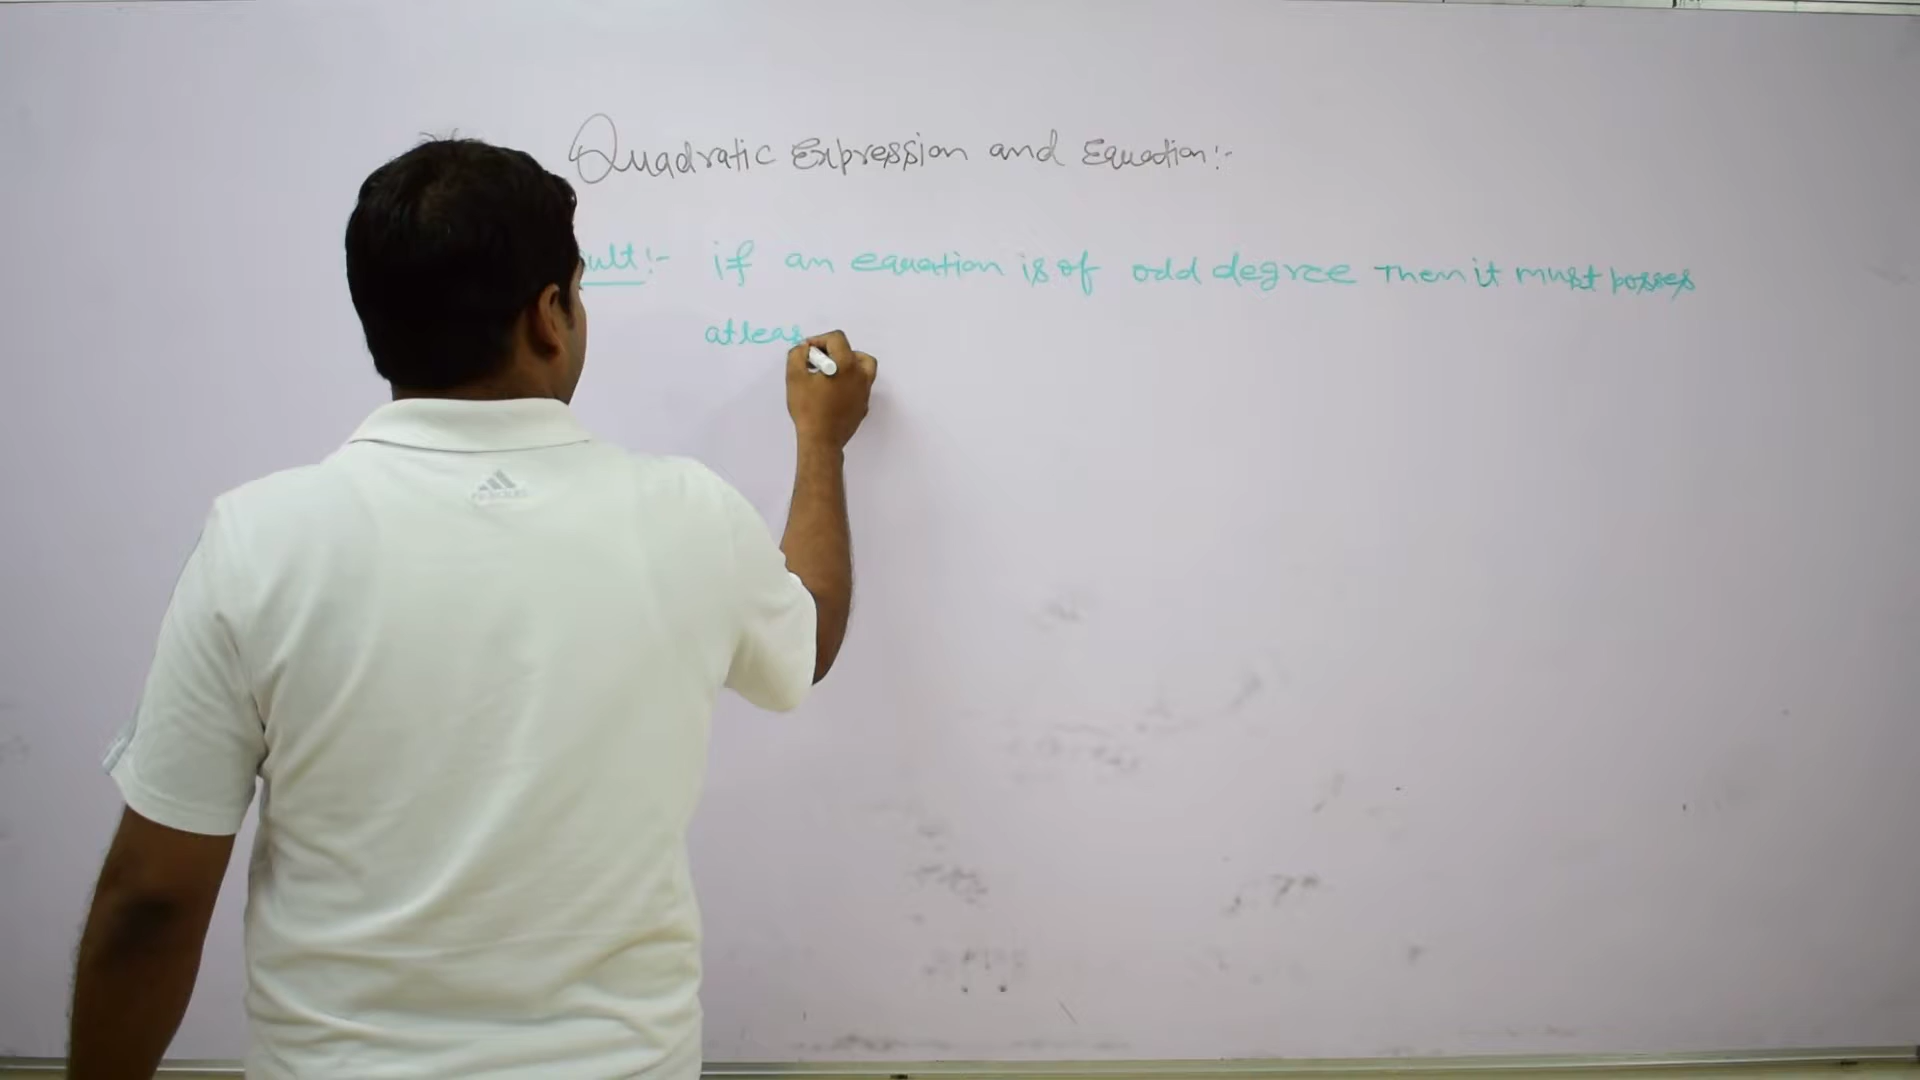 Quadratic Expression and Equation:-
ult:- if an equation is of odd degree Then it must posses
atleas